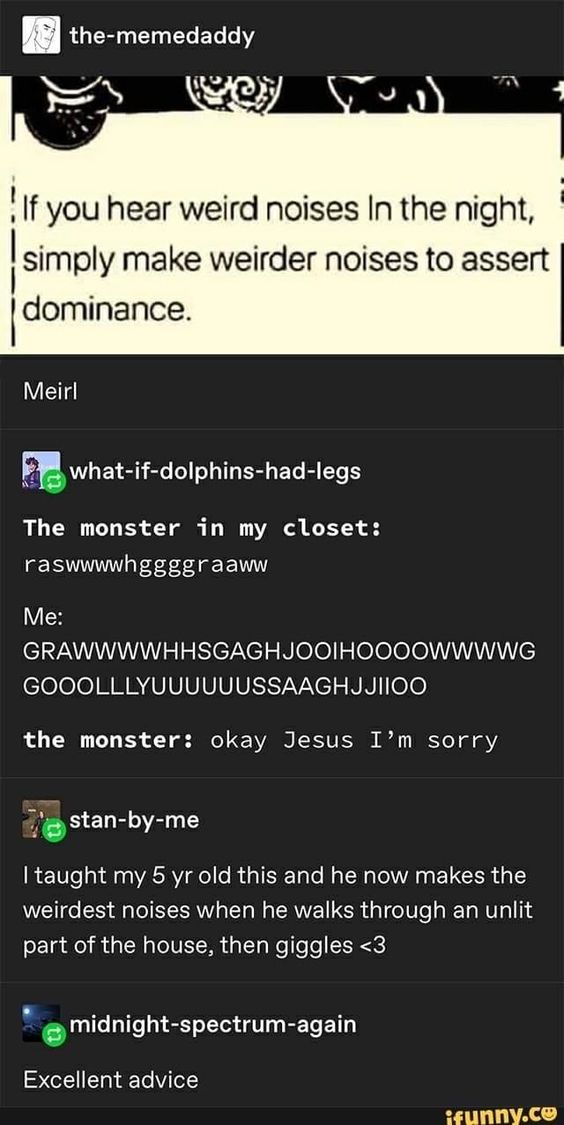 the-memedaddy
If you hear weird noises In the night,
simply make weirder noises to assert
dominance.
Meirl
what-if-dolphins-had-legs
The monster in my closet:
raswwwwhggggraaww
Me:
GRAWWWWHHSGAGHJOOIHOOOOWWWWG
GOOOLLLYUUUUUUSSAAGHJJIIOO
the monster: okay Jesus I’m sorry
stan-by-me
I taught my 5 yr old this and he now makes the
weirdest noises when he walks through an unlit
part of the house, then giggles <3
midnight-spectrum-again
Excellent advice
ifunny.co